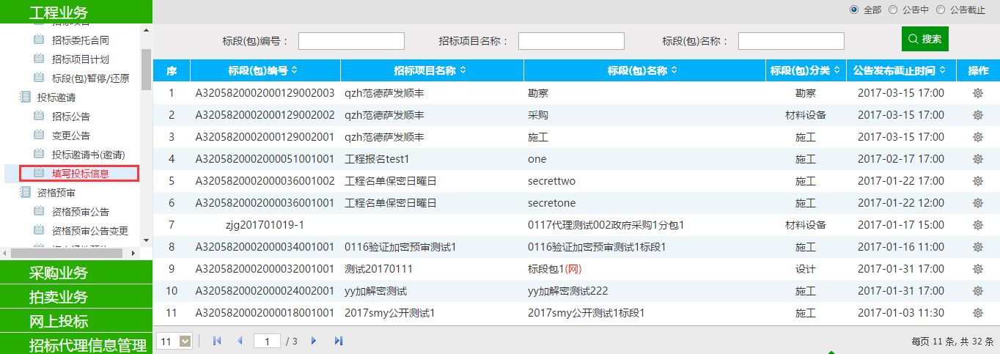 工程业务
招标项目
招标委托合同
招标项目计划
标段(包)暂停/还原
投标邀请
招标公告
变更公告
投标邀请书(邀请)
填写投标信息
资格预审
资格预审公告
资格预审公告变更
采购业务
拍卖业务
网上投标
招标代理信息管理
全部 公告中 公告截止
标段(包)编号： 招标项目名称： 标段(包)名称： 搜索
序 标段(包)编号 招标项目名称 标段(包)名称 标段(包)分类 公告发布截止时间 操作
1 A3205820002000129002003 qzh范德萨发顺丰 勘察 勘察 2017-03-15 17:00
2 A3205820002000129002002 qzh范德萨发顺丰 采购 材料设备 2017-03-15 17:00
3 A3205820002000129002001 qzh范德萨发顺丰 施工 施工 2017-03-15 17:00
4 A3205820002000051001001 工程报名test1 one 施工 2017-02-17 17:00
5 A3205820002000036001002 工程名单保密日曜日 secrettwo 施工 2017-01-22 17:00
6 A3205820002000036001001 工程名单保密日曜日 secretone 施工 2017-01-22 12:00
7 zjg201701019-1 0117代理测试002政府采购1分包1 材料设备 2017-01-17 15:00
8 A3205820002000034001001 0116验证加密预审测试1 0116验证加密预审测试1标段1 施工 2017-01-16 11:00
9 A3205820002000032001001 测试20170111 标段包1(网) 设计 2017-01-31 17:00
10 A3205820002000024002001 yy加解密测试 yy加解密测试222 施工 2017-01-31 17:00
11 A3205820002000018001001 2017smy公开测试1 2017smy公开测试1标段1 施工 2017-01-03 11:30
11 1 / 3 每页 11 条, 共 32 条